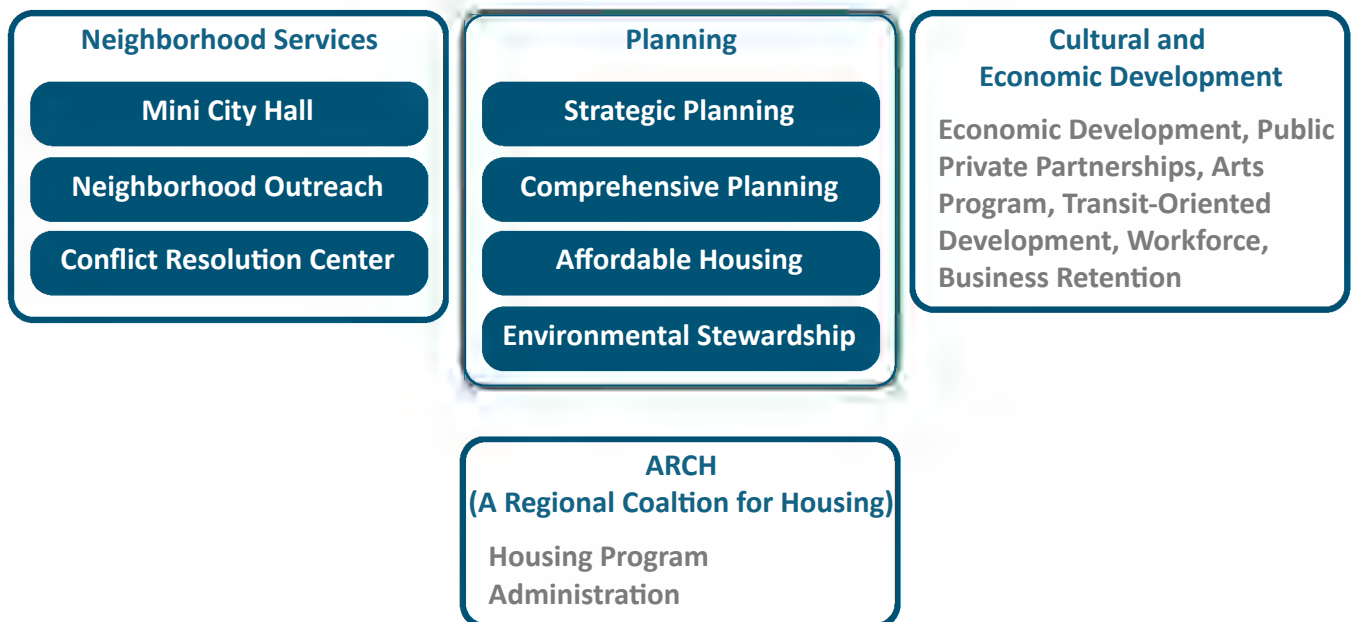 Neighborhood Services
Mini City Hall
Neighborhood Outreach
Conflict Resolution Center
Planning
Strategic Planning
Comprehensive Planning
Affordable Housing
Environmental Stewardship
Cultural and
Economic Development
Economic Development, Public
Private Partnerships, Arts
Program, Transit-Oriented
Development, Workforce,
Business Retention
ARCH
(A Regional Coaltion for Housing)
Housing Program
Administration